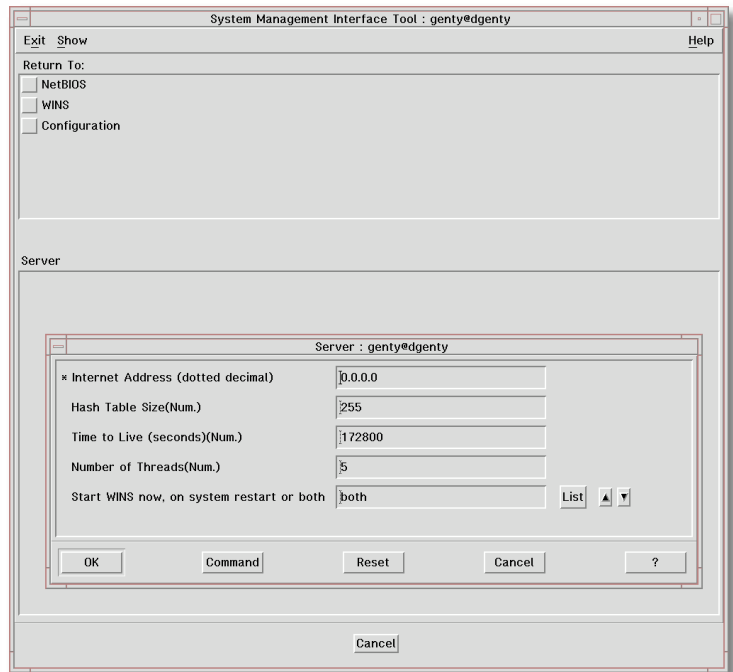 System Management Interface Tool : genty@dgenty
Exit Show Help
Return To:
NetBIOS
WINS
Configuration
Server
Server : genty@dgenty
* Internet Address (dotted decimal) 0.0.0.0
Hash Table Size(Num.) 255
Time to Live (seconds)(Num.) 172800
Number of Threads(Num.) 5
Start WINS now, on system restart or both both List ▲ ▼
OK Command Reset Cancel ?
Cancel